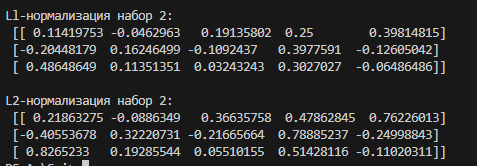 L1-нормализация набор 2:
[[ 0.11419753 -0.0462963 0.19135802 0.25 0.39814815]
[-0.20448179 0.16246499 -0.1092437 0.3977591 -0.12605042]
[ 0.48648649 0.11351351 0.03243243 0.3027027 -0.06486486]]
L2-нормализация набор 2:
[[ 0.21863275 -0.0886349 0.36635758 0.47862845 0.76226013]
[-0.40553678 0.32220731 -0.21665664 0.78885237 -0.24998843]
[ 0.8265233 0.19285544 0.05510155 0.51428116 -0.11020311]]